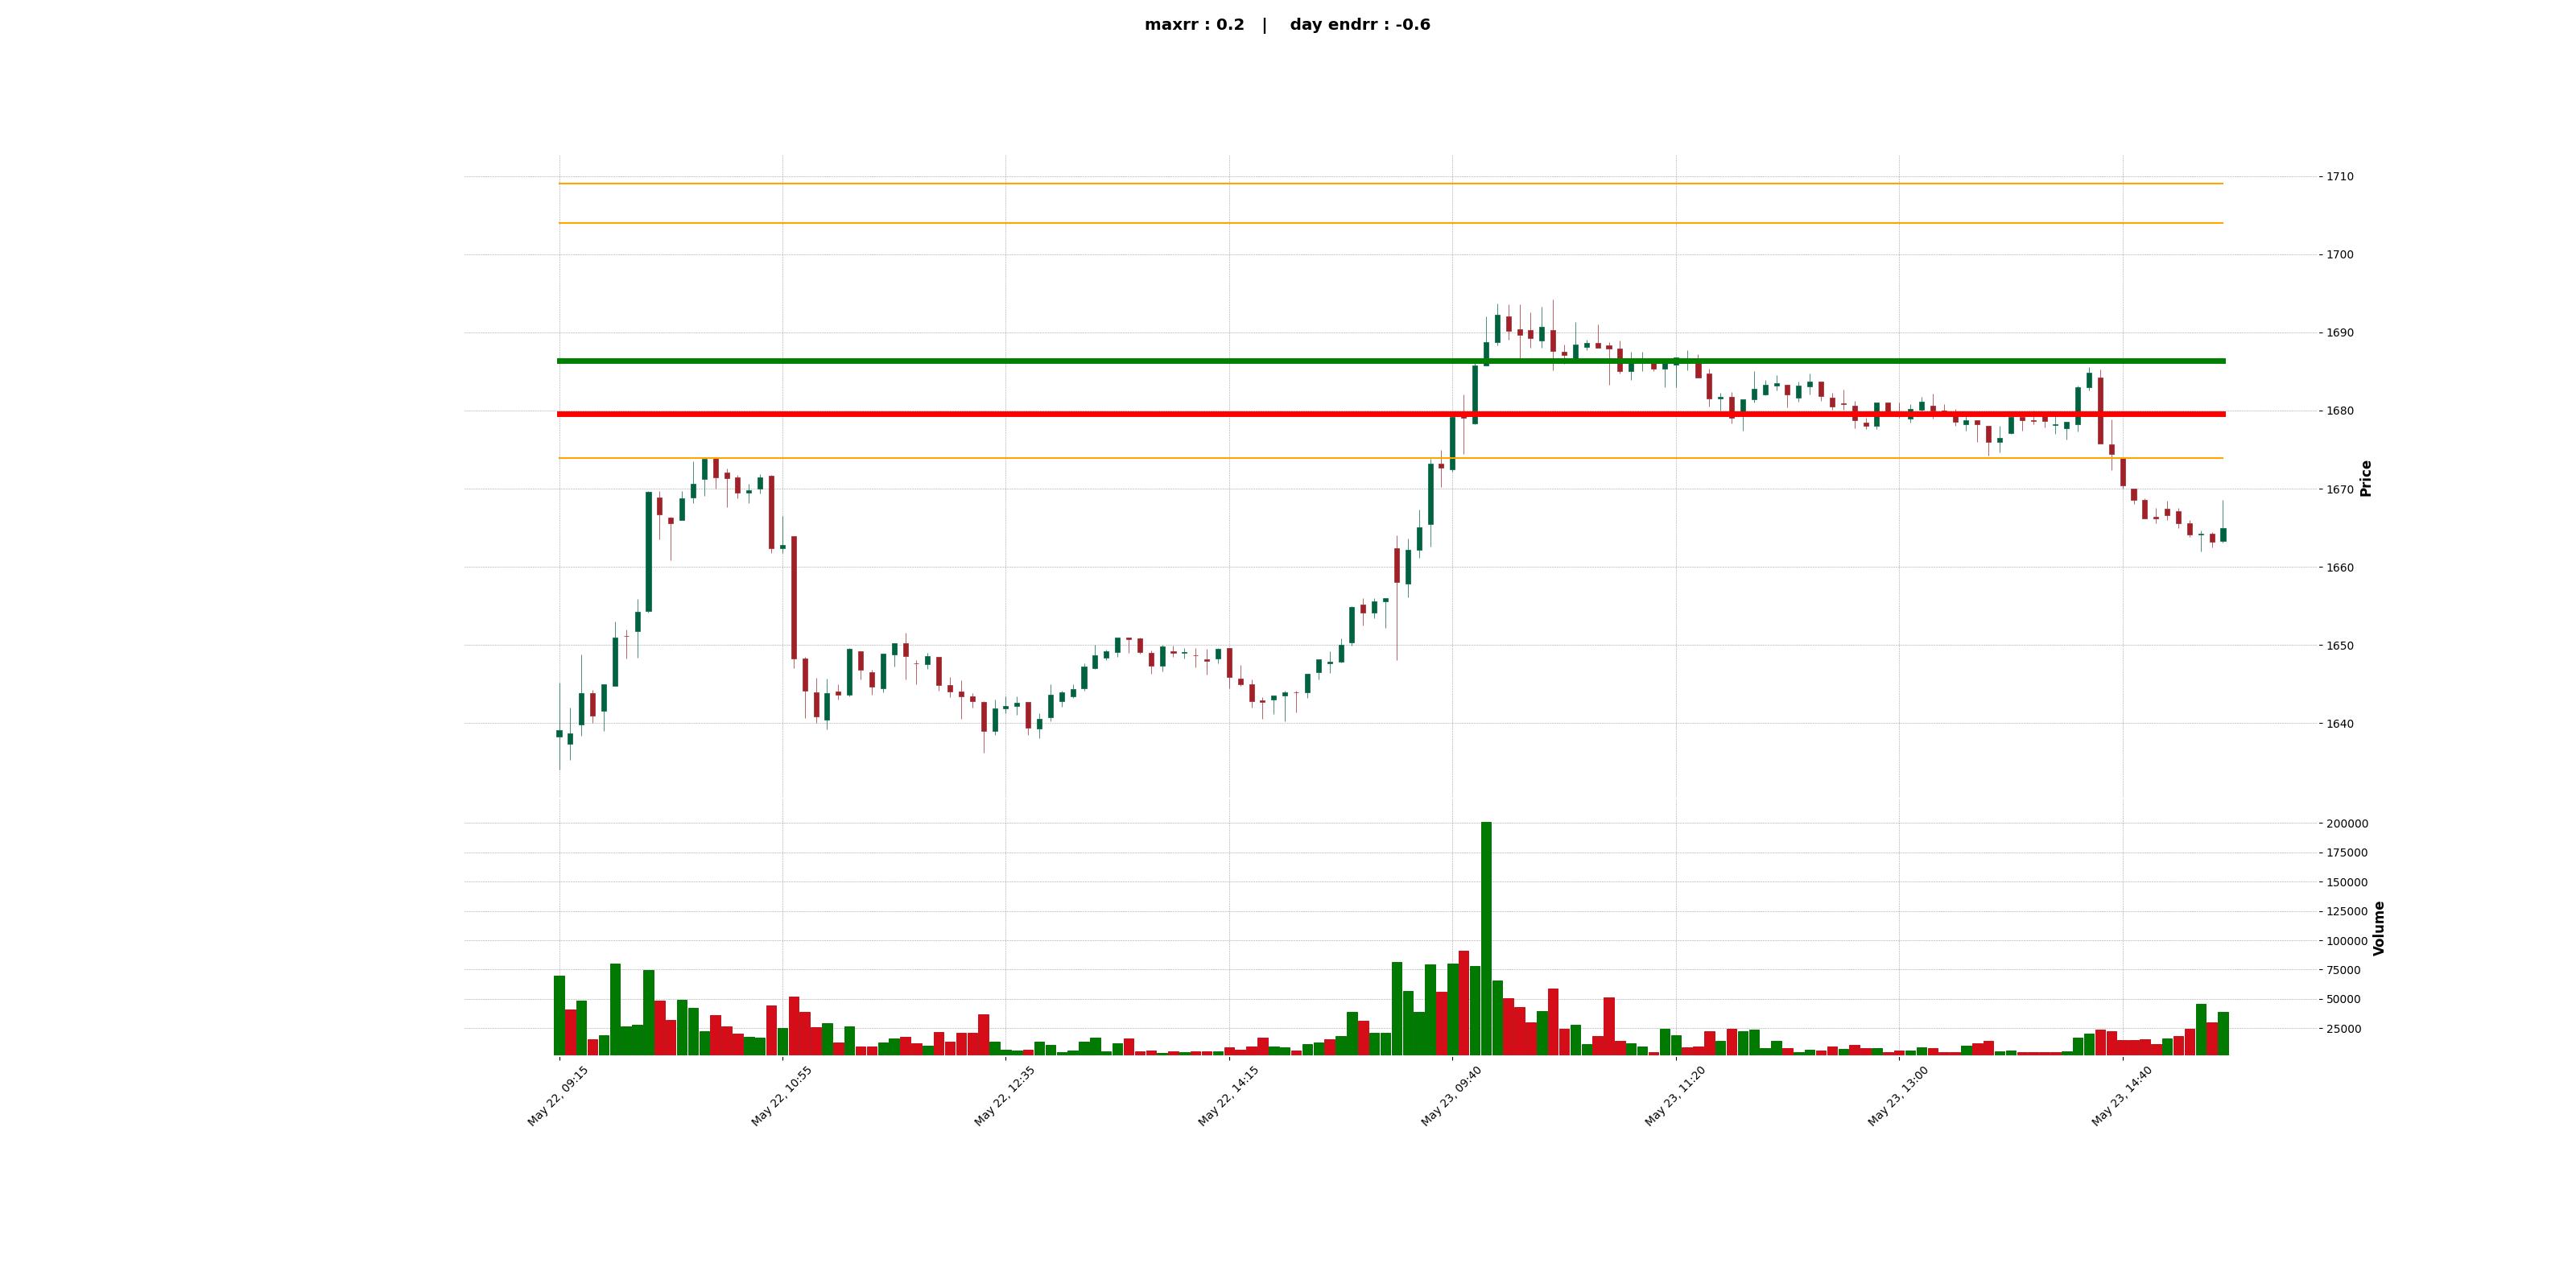 maxrr : 0.2 | day endrr : -0.6
1710
1700
1690
1680
1670
1660
1650
1640
Price
200000
175000
150000
125000
100000
75000
50000
25000
Volume
May 22, 09:15
May 22, 10:55
May 22, 12:35
May 22, 14:15
May 23, 09:40
May 23, 11:20
May 23, 13:00
May 23, 14:40